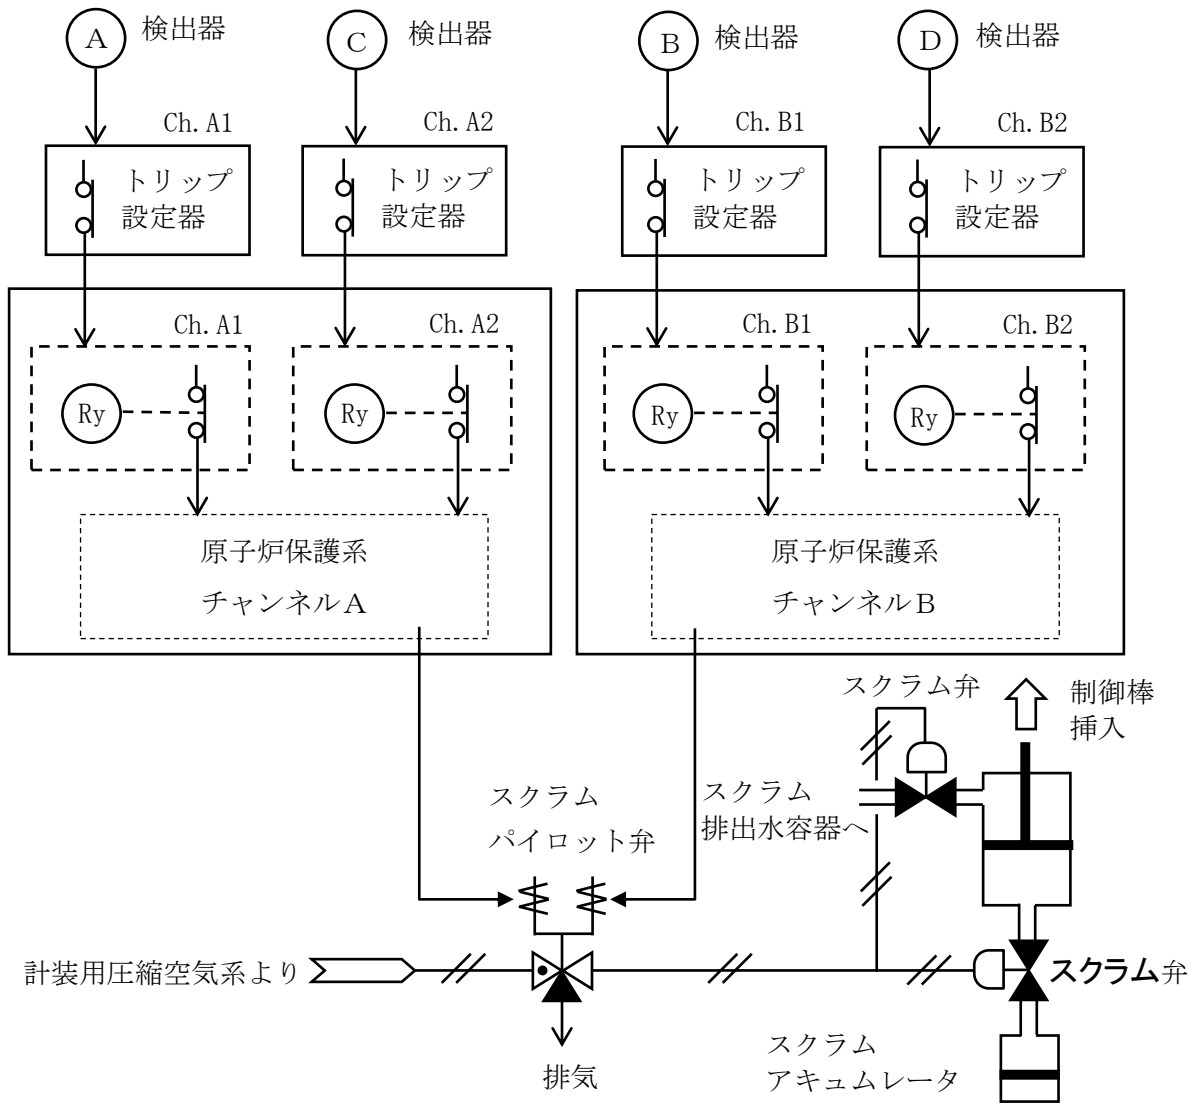 A
検出器
C
検出器
B
検出器
D
検出器
Ch. A1
Ch. A2
Ch. B1
Ch. B2
トリップ
設定器
トリップ
設定器
トリップ
設定器
トリップ
設定器
Ch. A1
Ch. A2
Ch. B1
Ch. B2
Ry
Ry
Ry
Ry
原子炉保護系
チャンネルA
原子炉保護系
チャンネルB
スクラム弁
制御棒
挿入
スクラム
パイロット弁
スクラム
排出水容器へ
計装用圧縮空気系より
スクラム弁
排気
スクラム
アキュムレータ